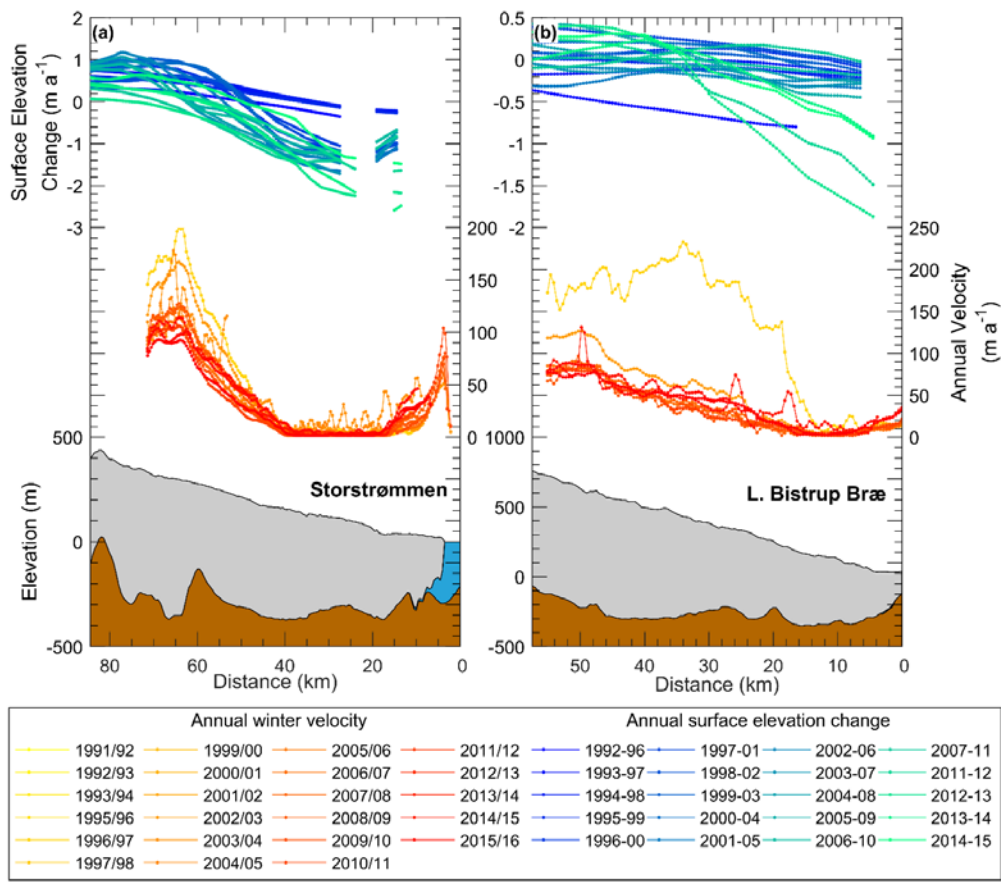 (a)
(b)
Surface Elevation
Change (m a⁻¹)
2
1
0
-1
-2
-3
0.5
0
-0.5
-1
-1.5
-2
200
150
100
50
0
250
200
150
100
50
0
Annual Velocity
(m a⁻¹)
Elevation (m)
500
0
-500
1000
500
0
-500
Storstrømmen
L. Bistrup Bræ
80 60 40 20 0
50 40 30 20 10 0
Distance (km)
Distance (km)
Annual winter velocity
Annual surface elevation change
1991/92 1999/00 2005/06 2011/12 1992-96 1997-01 2002-06 2007-11
1992/93 2000/01 2006/07 2012/13 1993-97 1998-02 2003-07 2011-12
1993/94 2001/02 2007/08 2013/14 1994-98 1999-03 2004-08 2012-13
1995/96 2002/03 2008/09 2014/15 1995-99 2000-04 2005-09 2013-14
1996/97 2003/04 2009/10 2015/16 1996-00 2001-05 2006-10 2014-15
1997/98 2004/05 2010/11